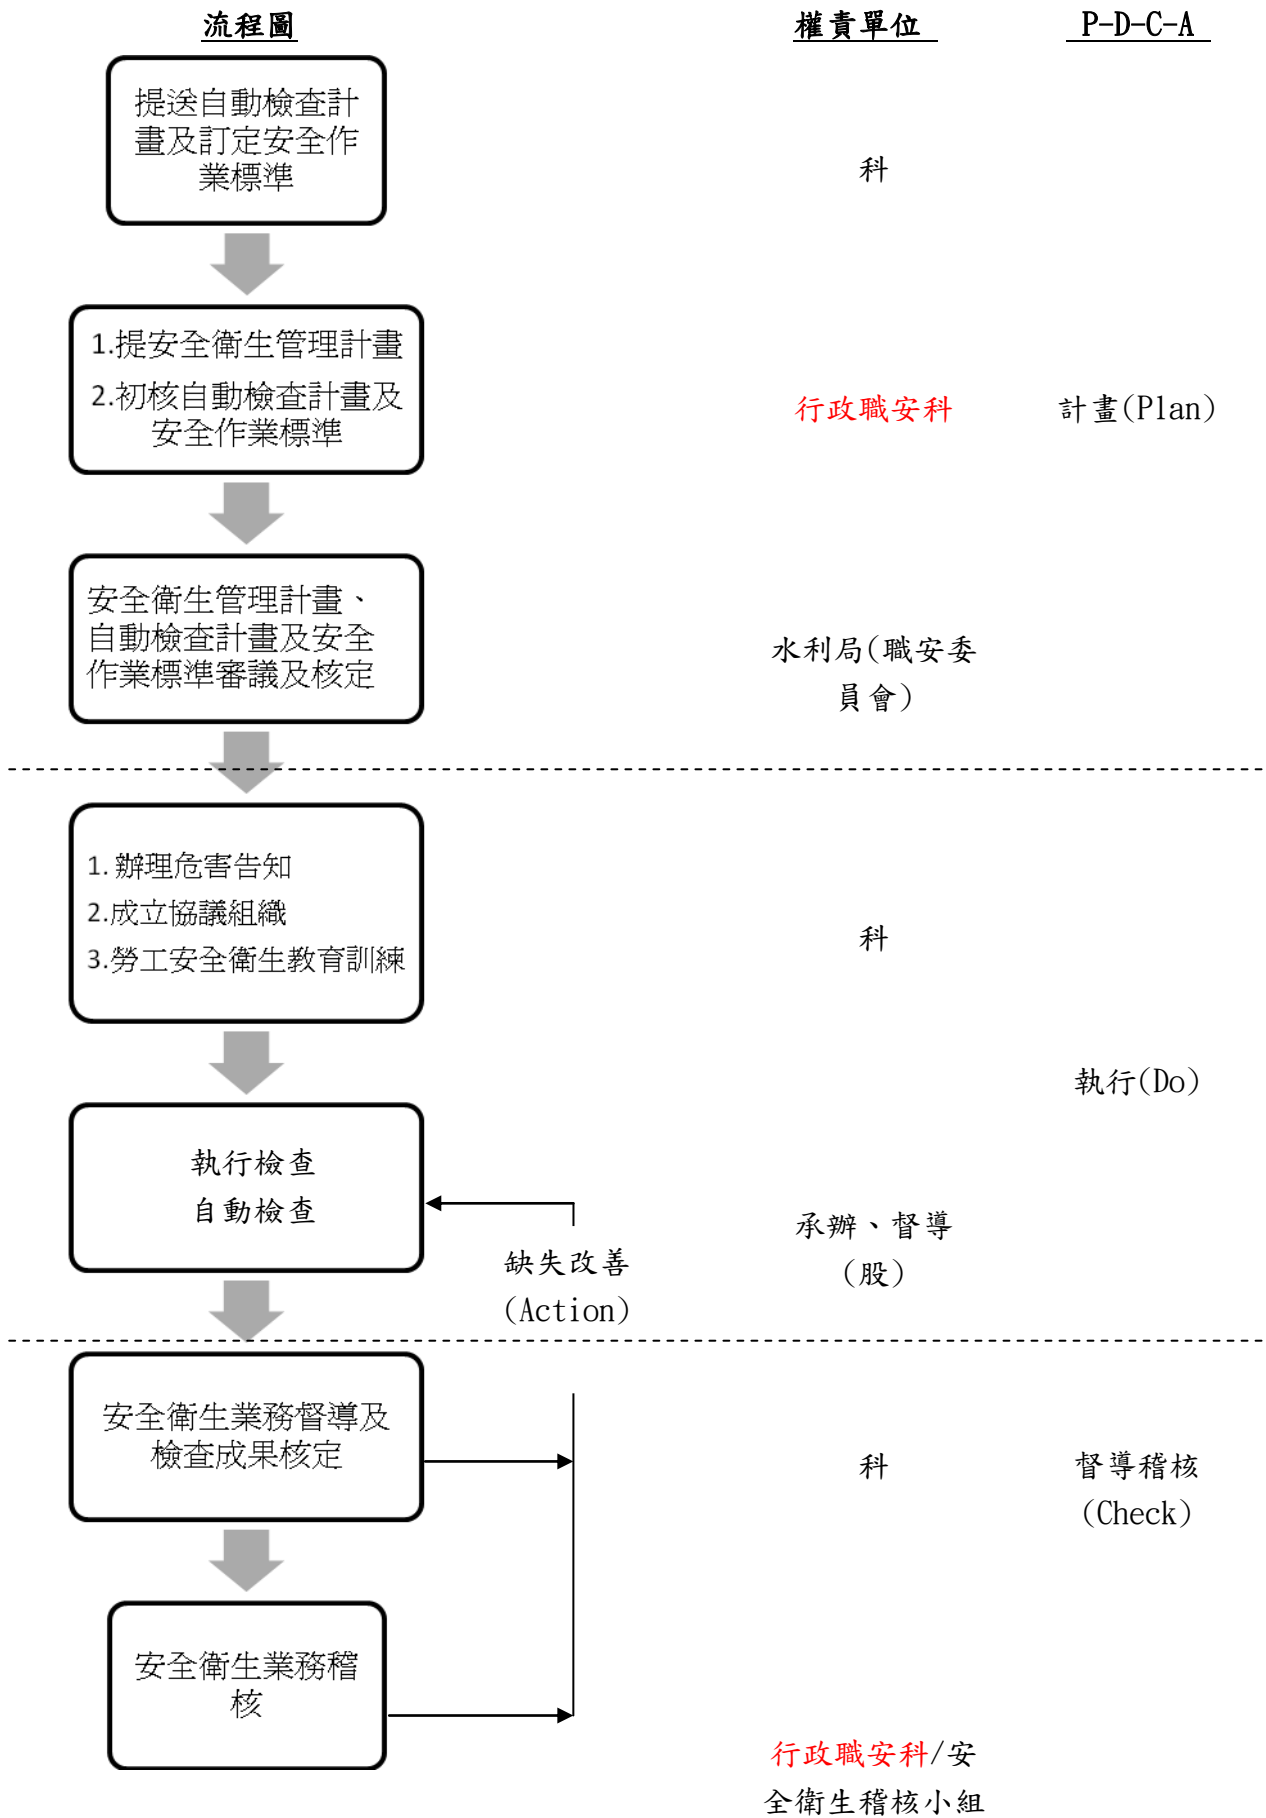 流程圖 權責單位 P-D-C-A
提送自動檢查計
畫及訂定安全作
業標準
科
1.提安全衛生管理計畫
2.初核自動檢查計畫及
安全作業標準
行政職安科 計畫(Plan)
安全衛生管理計畫、
自動檢查計畫及安全
作業標準審議及核定
水利局(職安委
員會)
1. 辦理危害告知
2.成立協議組織
3.勞工安全衛生教育訓練
科
執行(Do)
執行檢查
自動檢查
缺失改善
(Action)
承辦、督導
(股)
安全衛生業務督導及
檢查成果核定
科
督導稽核
(Check)
安全衛生業務稽
核
行政職安科/安
全衛生稽核小組